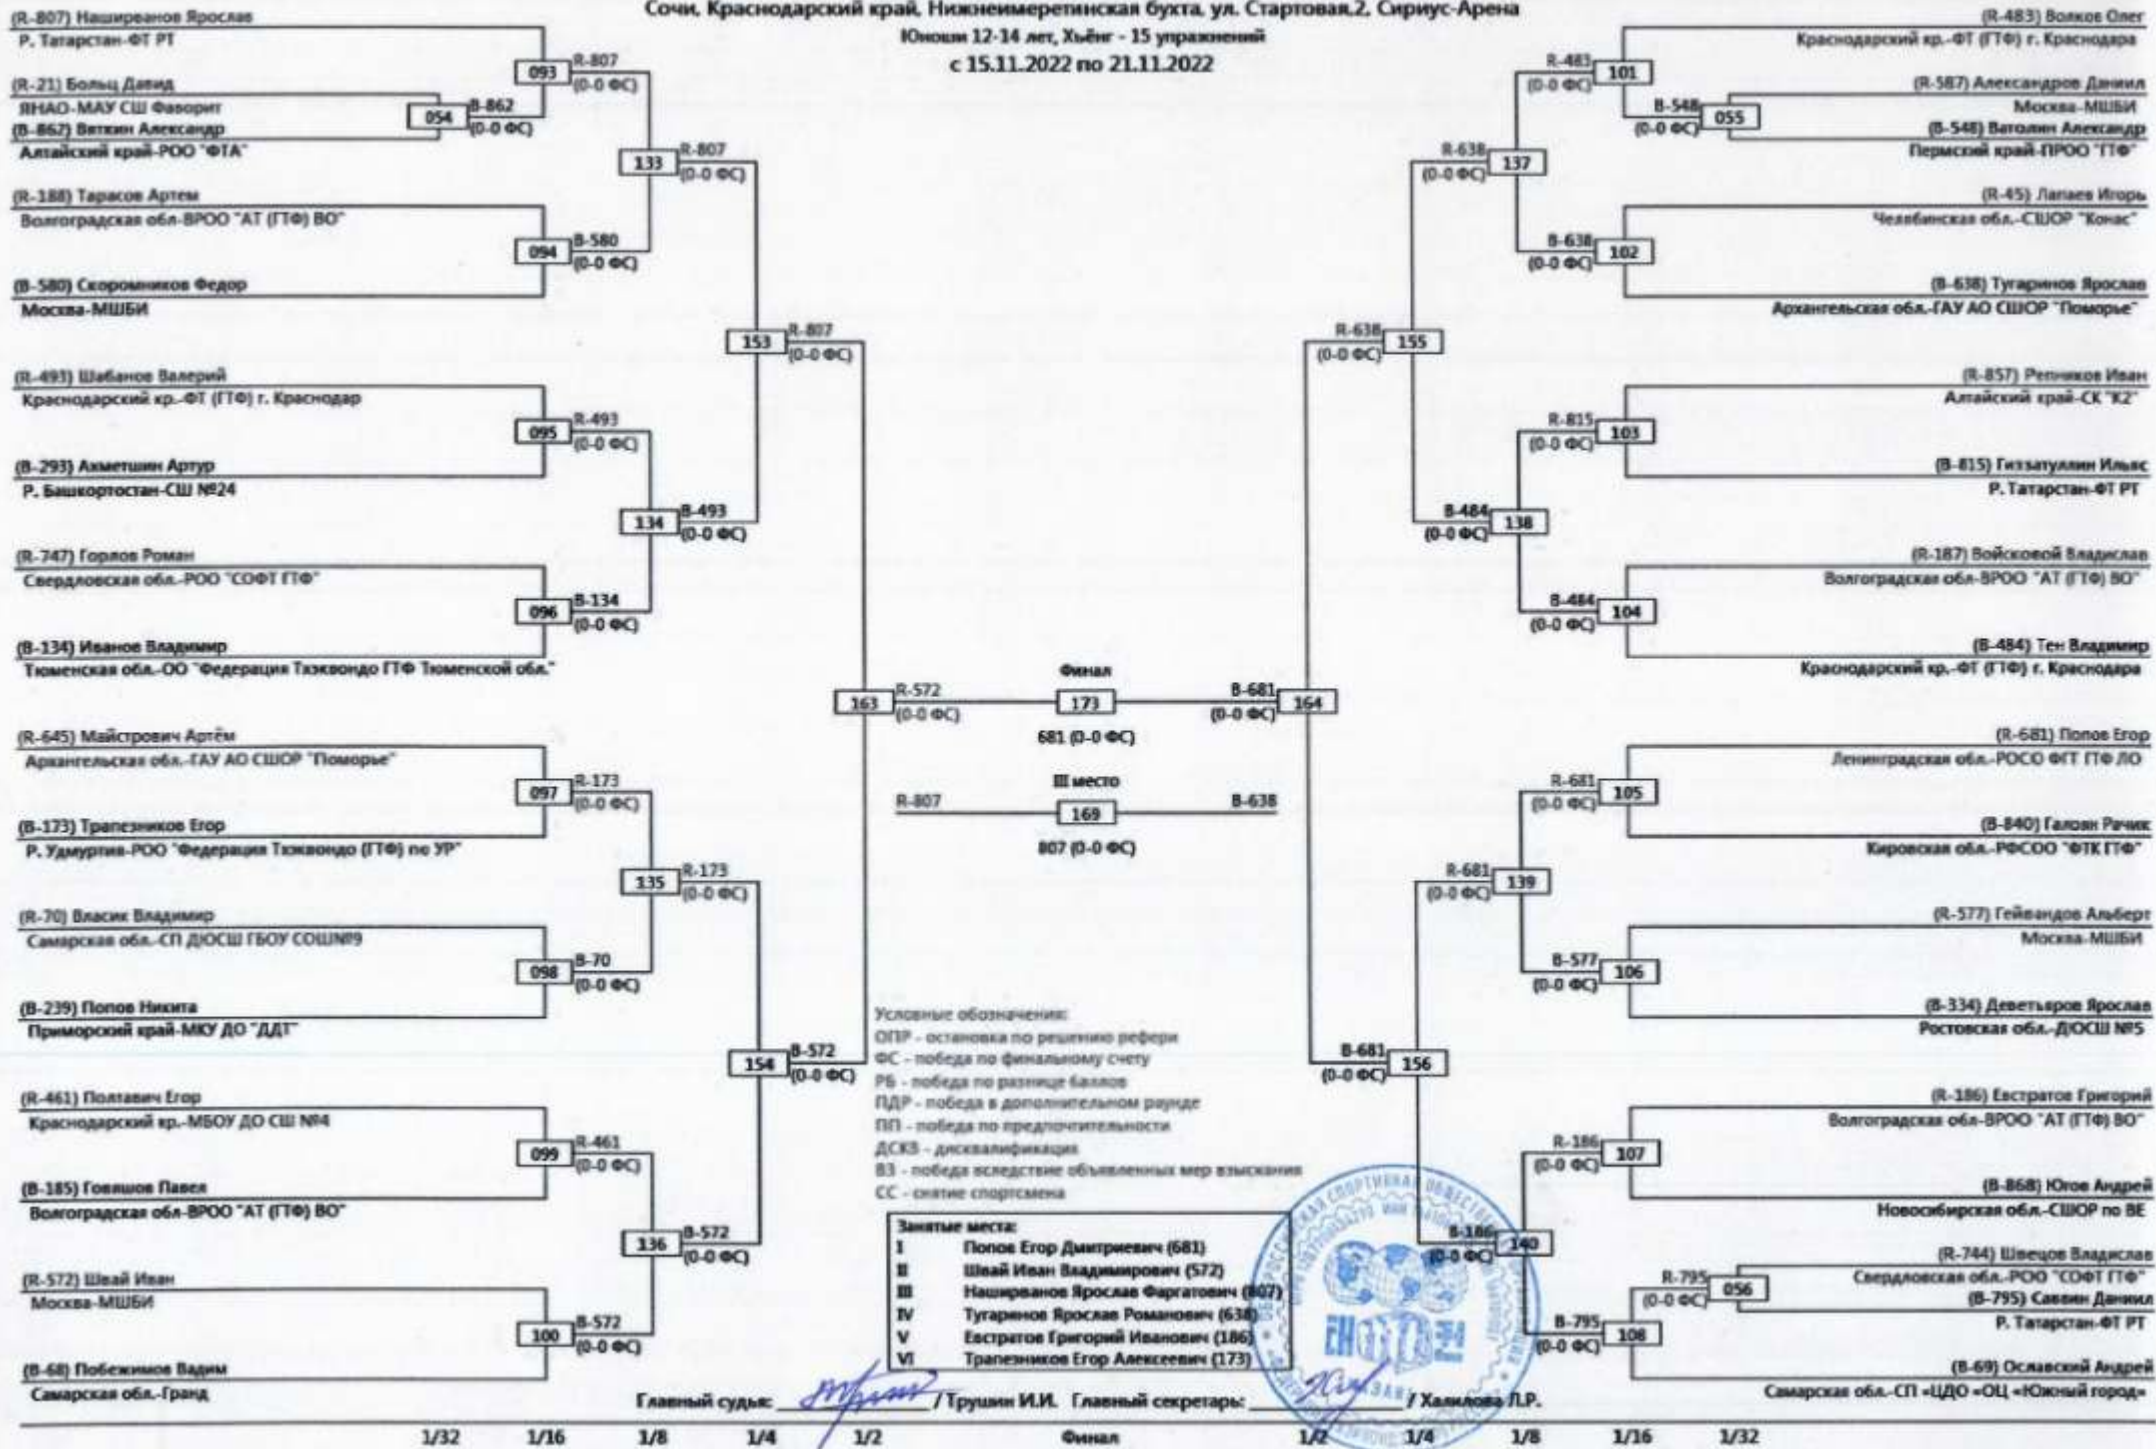 Сочи, Краснодарский край, Нижнеимеретинская бухта, ул. Стартовая,2, Сириус-Арена
Юноши 12-14 лет, Хьёнг - 15 упражнений
с 15.11.2022 по 21.11.2022
(R-807) Наширванов Ярослав
Р. Татарстан-ФТ РТ
093
R-807
(0-0 ФС)
(R-21) Больц Давид
ЯНАО-МАУ СШ Фаворит
054
B-862
(0-0 ФС)
(B-862) Вяткин Александр
Алтайский край-РОО "ФТА"
133
R-807
(0-0 ФС)
(R-188) Тарасов Артем
Волгоградская обл-ВРОО "АТ (ГТФ) ВО"
094
B-580
(0-0 ФС)
(B-580) Скоромников Федор
Москва-МШБИ
153
R-807
(0-0 ФС)
(R-493) Шабанов Валерий
Краснодарский кр.-ФТ (ГТФ) г. Краснодар
095
R-493
(0-0 ФС)
(B-293) Ахметшин Артур
Р. Башкортостан-СШ №24
134
B-493
(0-0 ФС)
(R-747) Горлов Роман
Свердловская обл.-РОО "СОФТ ГТФ"
096
B-134
(0-0 ФС)
(B-134) Иванов Владимир
Тюменская обл.-ОО "Федерация Тхэквондо ГТФ Тюменской обл."
163
R-572
(0-0 ФС)
(R-645) Майстрович Артём
Архангельская обл.-ГАУ АО СШОР "Поморье"
097
R-173
(0-0 ФС)
(B-173) Трапезников Егор
Р. Удмуртия-РОО "Федерация Тхэквондо (ГТФ) по УР"
135
R-173
(0-0 ФС)
(R-70) Власик Владимир
Самарская обл.-СП ДЮСШ ГБОУ СОШ№9
098
B-70
(0-0 ФС)
(B-239) Попов Никита
Приморский край-МКУ ДО "ДДТ"
154
B-572
(0-0 ФС)
(R-461) Полтавич Егор
Краснодарский кр.-МБОУ ДО СШ №4
099
R-461
(0-0 ФС)
(B-185) Говяшов Павел
Волгоградская обл-ВРОО "АТ (ГТФ) ВО"
136
B-572
(0-0 ФС)
(R-572) Швай Иван
Москва-МШБИ
100
B-572
(0-0 ФС)
(B-68) Побежимов Вадим
Самарская обл.-Гранд
Финал
173
681 (0-0 ФС)
III место
R-807
169
B-638
807 (0-0 ФС)
(R-483) Волков Олег
Краснодарский кр.-ФТ (ГТФ) г. Краснодара
R-483
(0-0 ФС)
101
(R-587) Александров Даниил
Москва-МШБИ
B-548
(0-0 ФС)
055
(B-548) Ватолин Александр
Пермский край-ПРОО "ГТФ"
R-638
(0-0 ФС)
137
(R-45) Лапаев Игорь
Челябинская обл.-СШОР "Конас"
B-638
(0-0 ФС)
102
(B-638) Тугаринов Ярослав
Архангельская обл.-ГАУ АО СШОР "Поморье"
R-638
(0-0 ФС)
155
(R-857) Репников Иван
Алтайский край-СК "К2"
R-815
(0-0 ФС)
103
(B-815) Гиззатуллин Ильяс
Р. Татарстан-ФТ РТ
B-484
(0-0 ФС)
138
(R-187) Войсковой Владислав
Волгоградская обл-ВРОО "АТ (ГТФ) ВО"
B-484
(0-0 ФС)
104
(B-484) Тен Владимир
Краснодарский кр.-ФТ (ГТФ) г. Краснодара
B-681
(0-0 ФС)
164
(R-681) Попов Егор
Ленинградская обл.-РОСО ФГТ ГТФ ЛО
R-681
(0-0 ФС)
105
(B-840) Галоян Рачик
Кировская обл.-РФСОО "ФТК ГТФ"
R-681
(0-0 ФС)
139
(R-577) Гейвандов Альберт
Москва-МШБИ
B-577
(0-0 ФС)
106
(B-334) Деветьяров Ярослав
Ростовская обл.-ДЮСШ №5
B-681
(0-0 ФС)
156
(R-186) Евстратов Григорий
Волгоградская обл-ВРОО "АТ (ГТФ) ВО"
R-186
(0-0 ФС)
107
(B-868) Югов Андрей
Новосибирская обл.-СШОР по ВЕ
B-186
(0-0 ФС)
140
(R-744) Швецов Владислав
Свердловская обл.-РОО "СОФТ ГТФ"
R-795
(0-0 ФС)
056
(B-795) Саввин Даниил
Р. Татарстан-ФТ РТ
B-795
(0-0 ФС)
108
(B-69) Ославский Андрей
Самарская обл.-СП «ЦДО «ОЦ «Южный город»
Условные обозначения:
ОПР - остановка по решению рефери
ФС - победа по финальному счету
РБ - победа по разнице баллов
ПДР - победа в дополнительном раунде
ПП - победа по предпочтительности
ДСКВ - дисквалификация
ВЗ - победа вследствие объявленных мер взыскания
СС - снятие спортсмена
Занятые места:
I Попов Егор Дмитриевич (681)
II Швай Иван Владимирович (572)
III Наширванов Ярослав Фаргатович (807)
IV Тугаринов Ярослав Романович (638)
V Евстратов Григорий Иванович (186)
VI Трапезников Егор Алексеевич (173)
Главный судья: / Трушин И.И. Главный секретарь: / Халилова Л.Р.
1/32 1/16 1/8 1/4 1/2 Финал 1/2 1/4 1/8 1/16 1/32